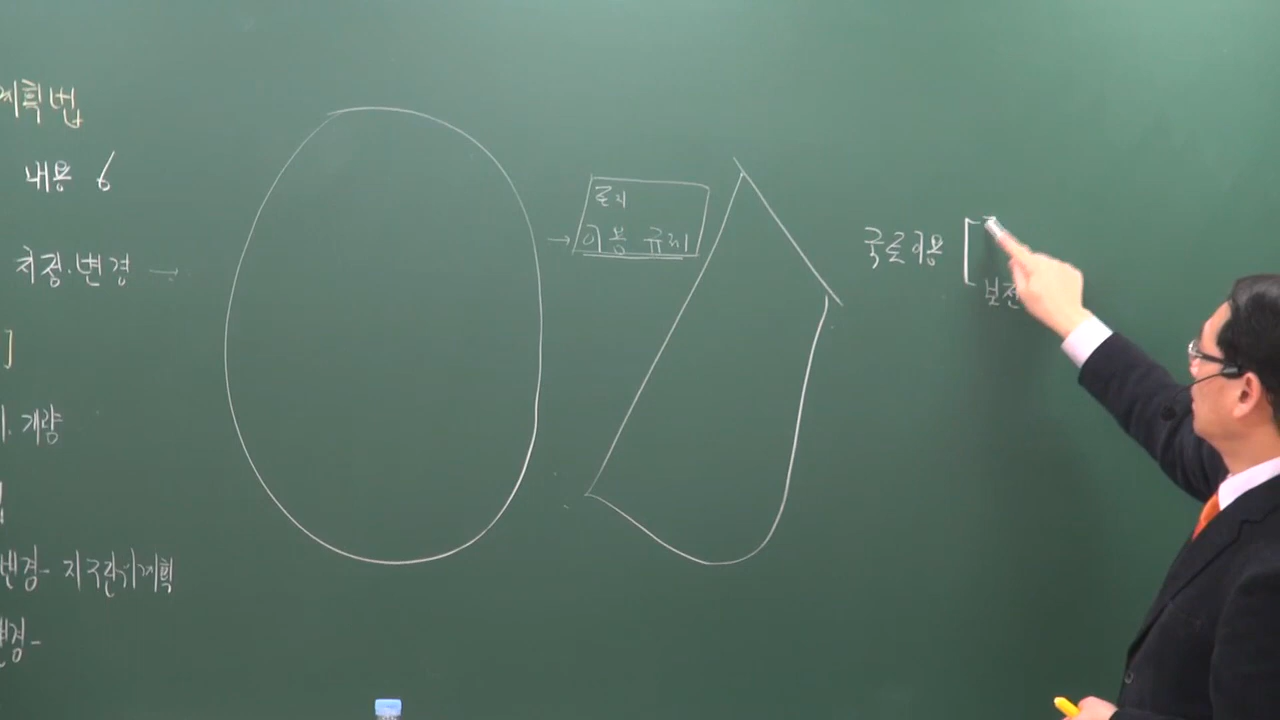 계획법
내용 6
지정·변경 →
]
개량
변경- 지구단위계획
변경-
→ 토지
이용 규제
국토이용 [
보전